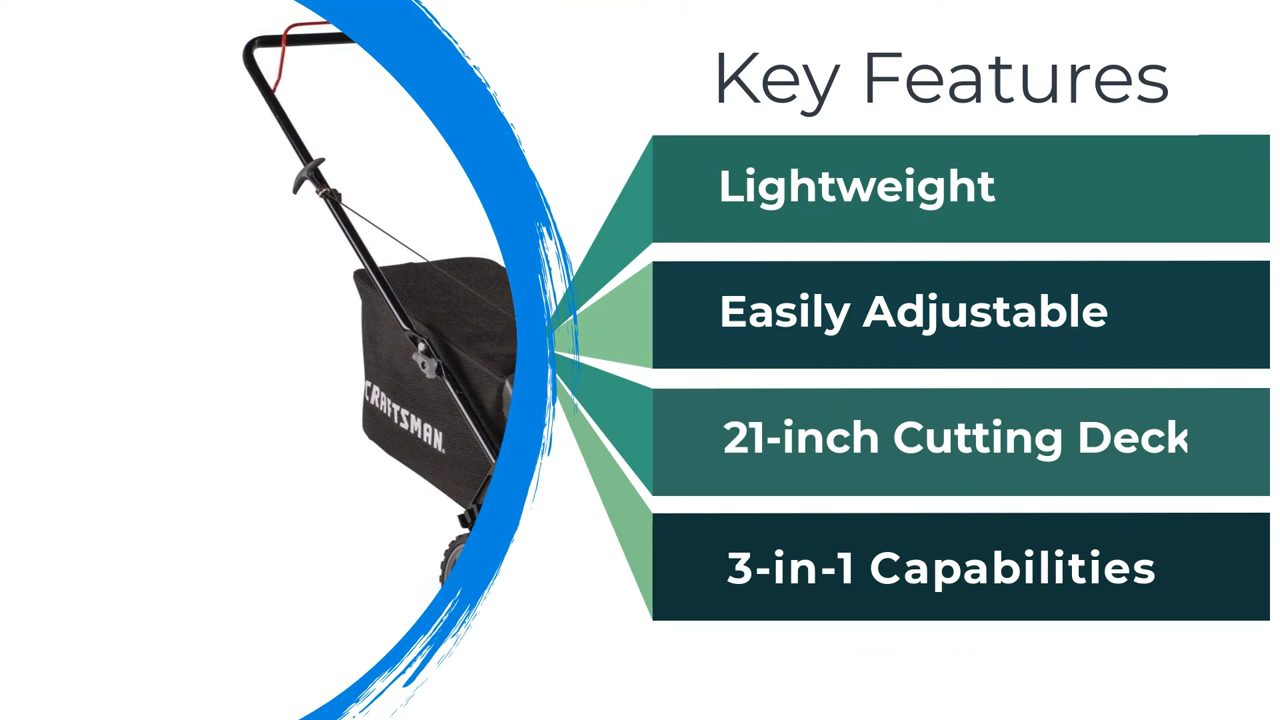 Key Features
Lightweight
Easily Adjustable
21-inch Cutting Deck
3-in-1 Capabilities
CRAFTSMAN